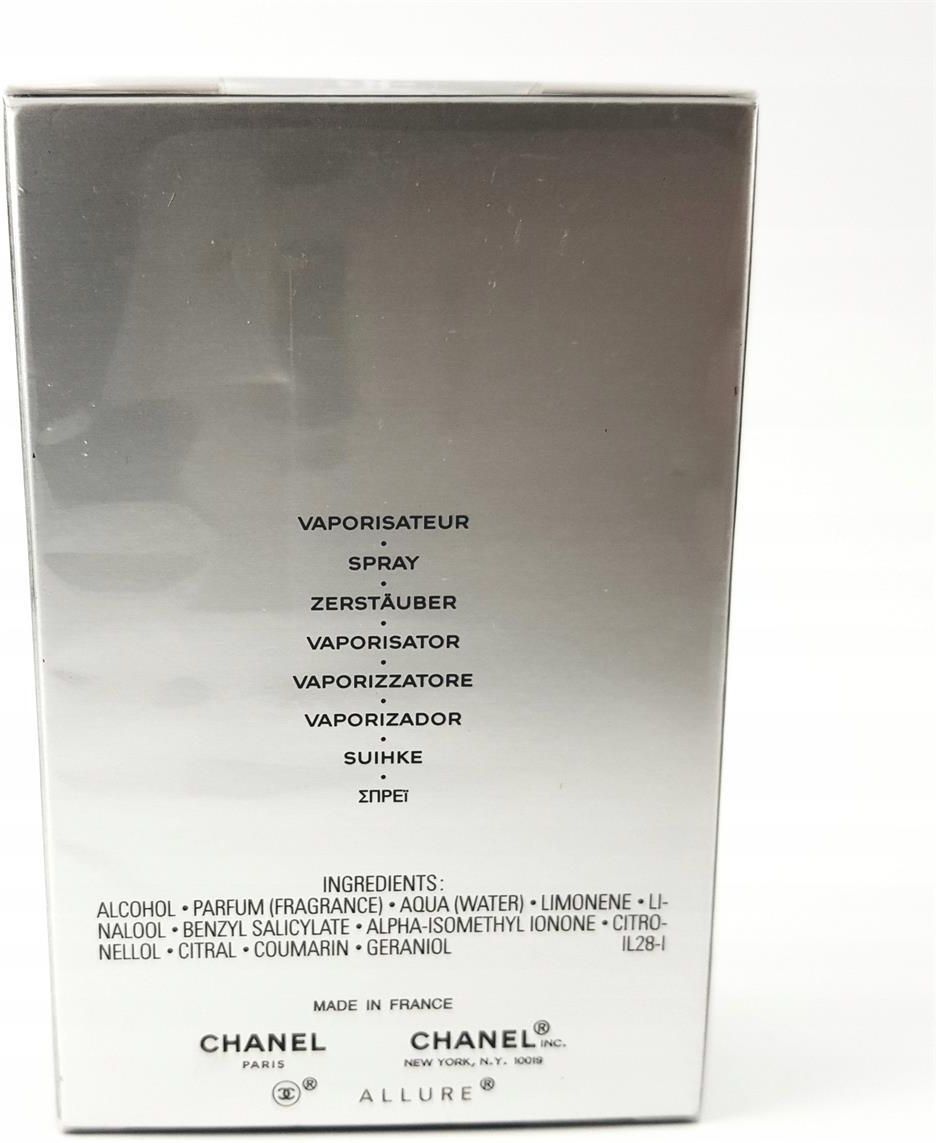 VAPORISATEUR
•
SPRAY
•
ZERSTÄUBER
•
VAPORISATOR
•
VAPORIZZATORE
•
VAPORIZADOR
•
SUIHKE
•
ΣΠΡΕϊ
INGREDIENTS:
ALCOHOL • PARFUM (FRAGRANCE) • AQUA (WATER) • LIMONENE • LI-
NALOOL • BENZYL SALICYLATE • ALPHA-ISOMETHYL IONONE • CITRO-
NELLOL • CITRAL • COUMARIN • GERANIOL IL28-I
MADE IN FRANCE
CHANEL CHANEL® INC.
PARIS NEW YORK, N.Y. 10019
® ALLURE®